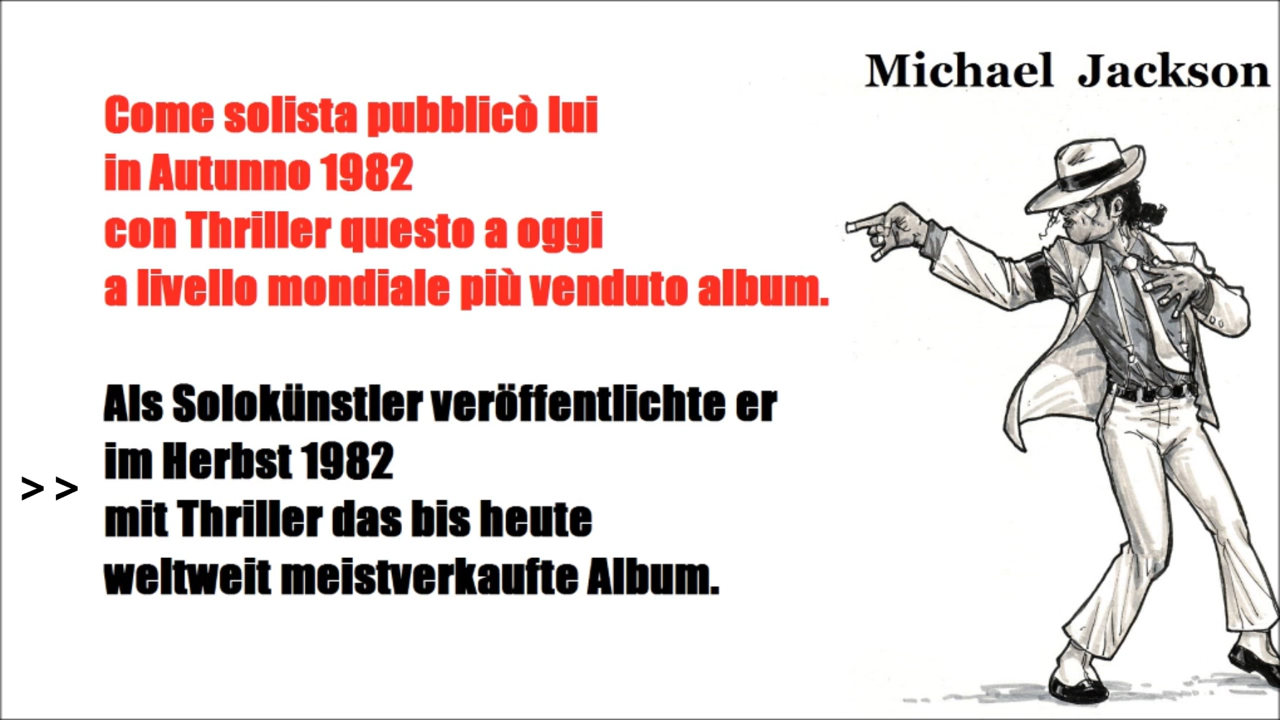 Michael Jackson
Come solista pubblicò lui
in Autunno 1982
con Thriller questo a oggi
a livello mondiale più venduto album.
Als Solokünstler veröffentlichte er
im Herbst 1982
>> mit Thriller das bis heute
weltweit meistverkaufte Album.